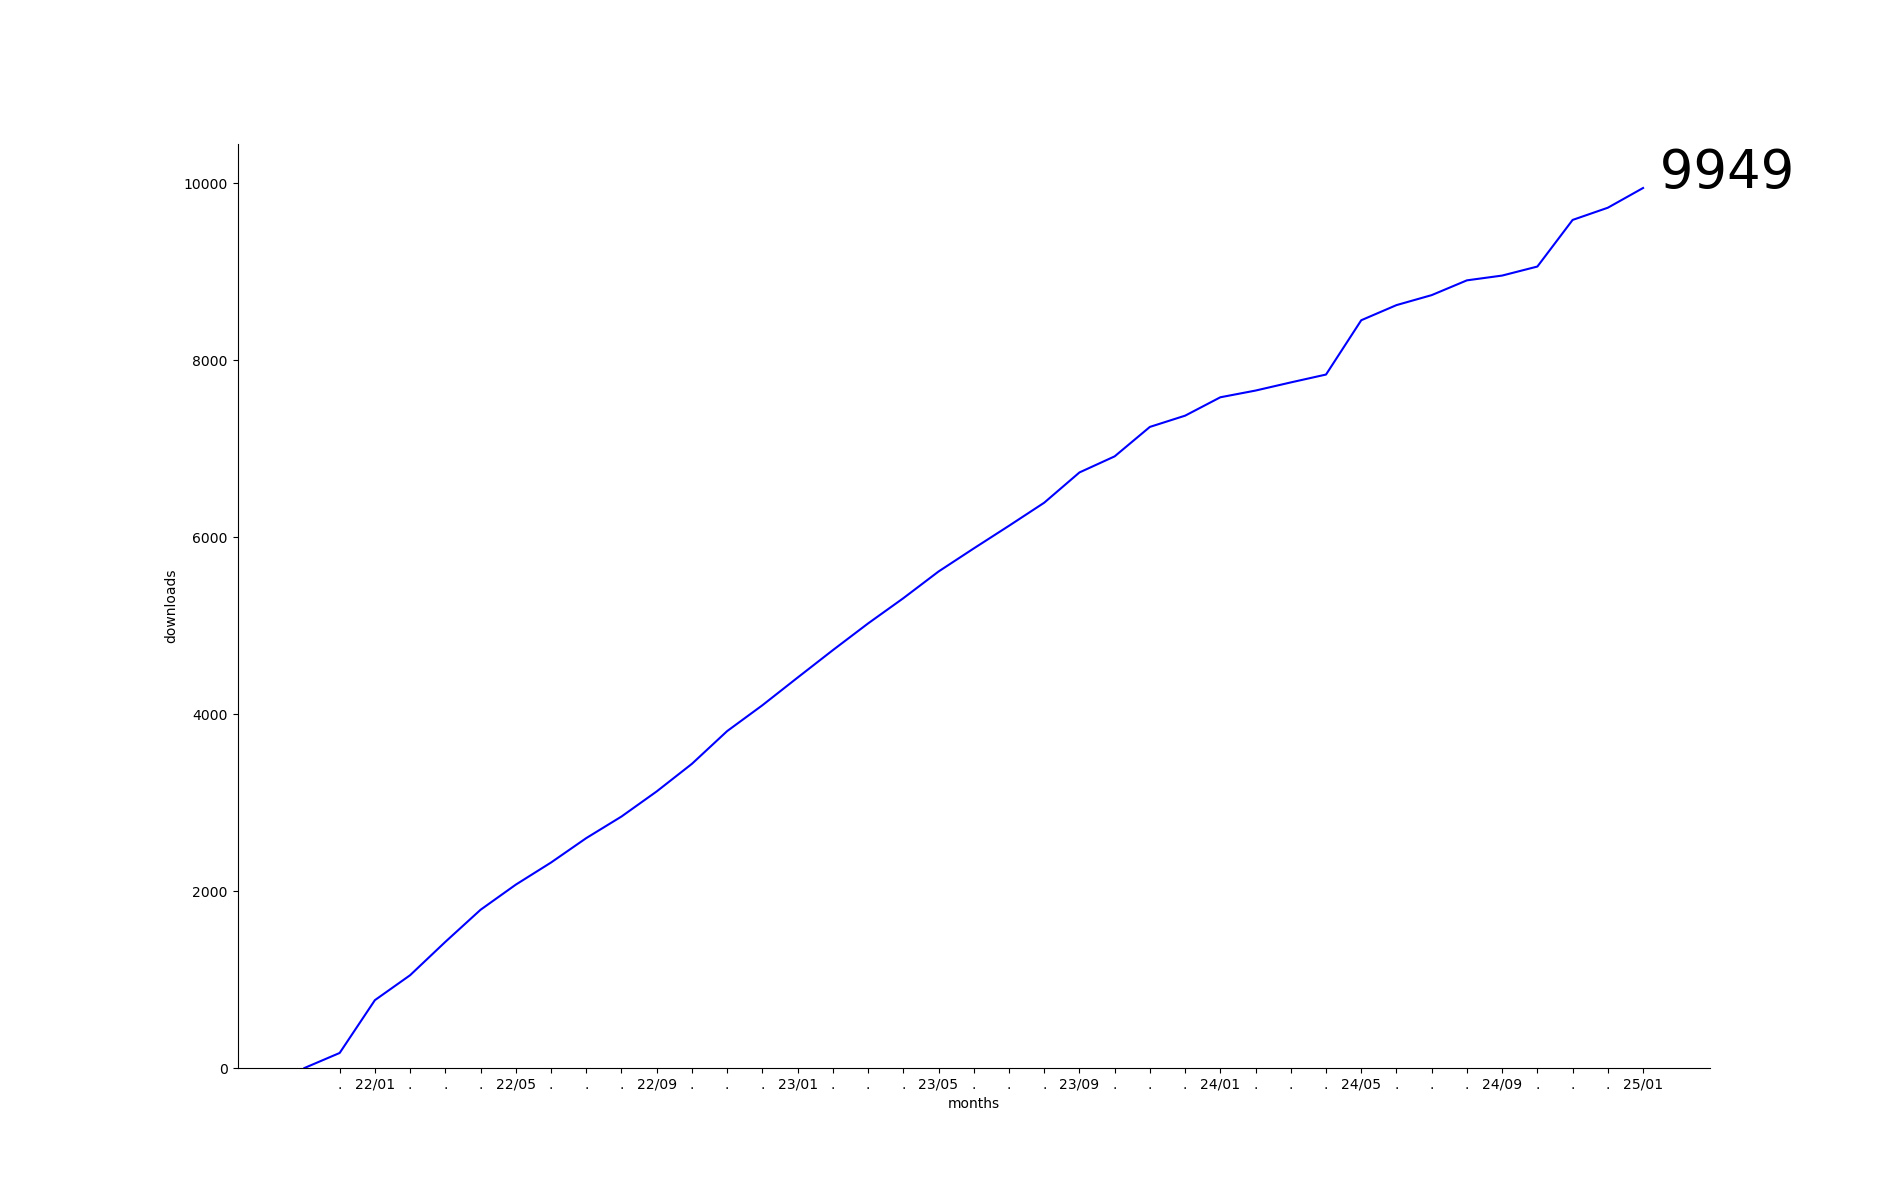 9949
10000
8000
6000
4000
2000
0
downloads
. 22/01 . . . 22/05 . . . 22/09 . . . 23/01 . . . 23/05 . . . 23/09 . . . 24/01 . . . 24/05 . . . 24/09 . . . 25/01
months